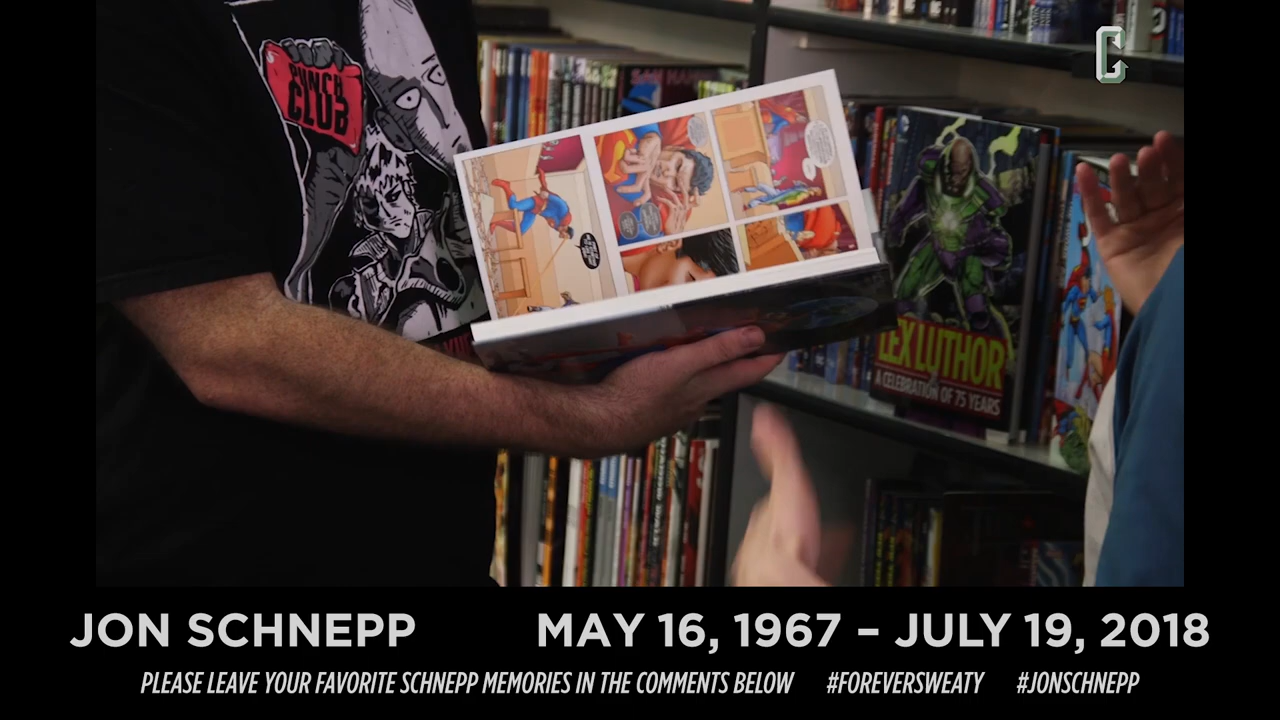 PUNCH
CLUB
LEX LUTHOR
A CELEBRATION OF 75 YEARS
JON SCHNEPP MAY 16, 1967 – JULY 19, 2018
PLEASE LEAVE YOUR FAVORITE SCHNEPP MEMORIES IN THE COMMENTS BELOW #FOREVERSWEATY #JONSCHNEPP